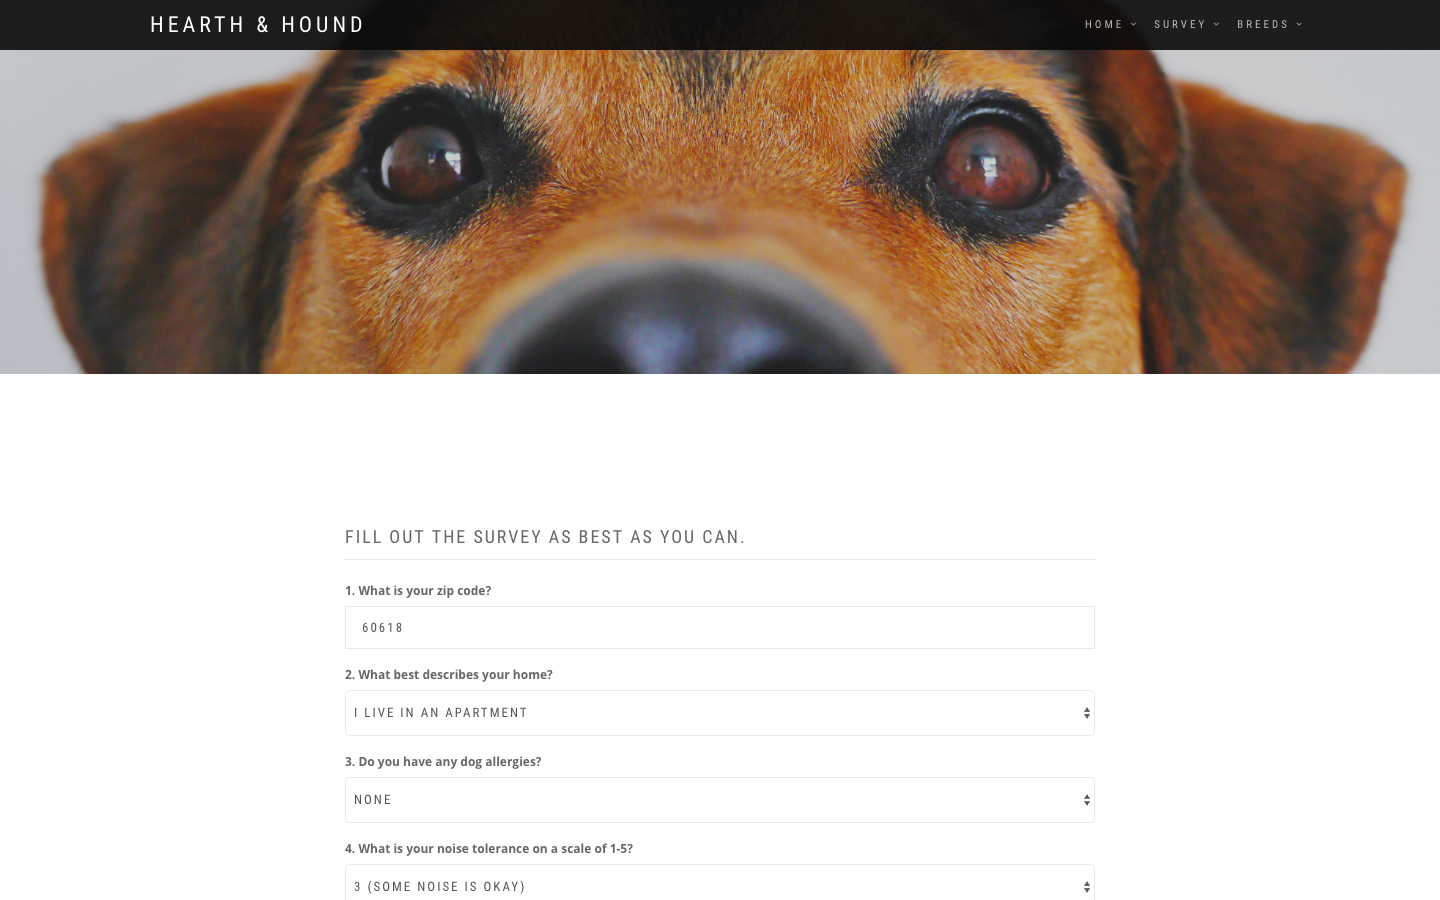 HEARTH & HOUND
HOME
SURVEY
BREEDS
FILL OUT THE SURVEY AS BEST AS YOU CAN.
1. What is your zip code?
60618
2. What best describes your home?
I LIVE IN AN APARTMENT
3. Do you have any dog allergies?
NONE
4. What is your noise tolerance on a scale of 1-5?
3 (SOME NOISE IS OKAY)